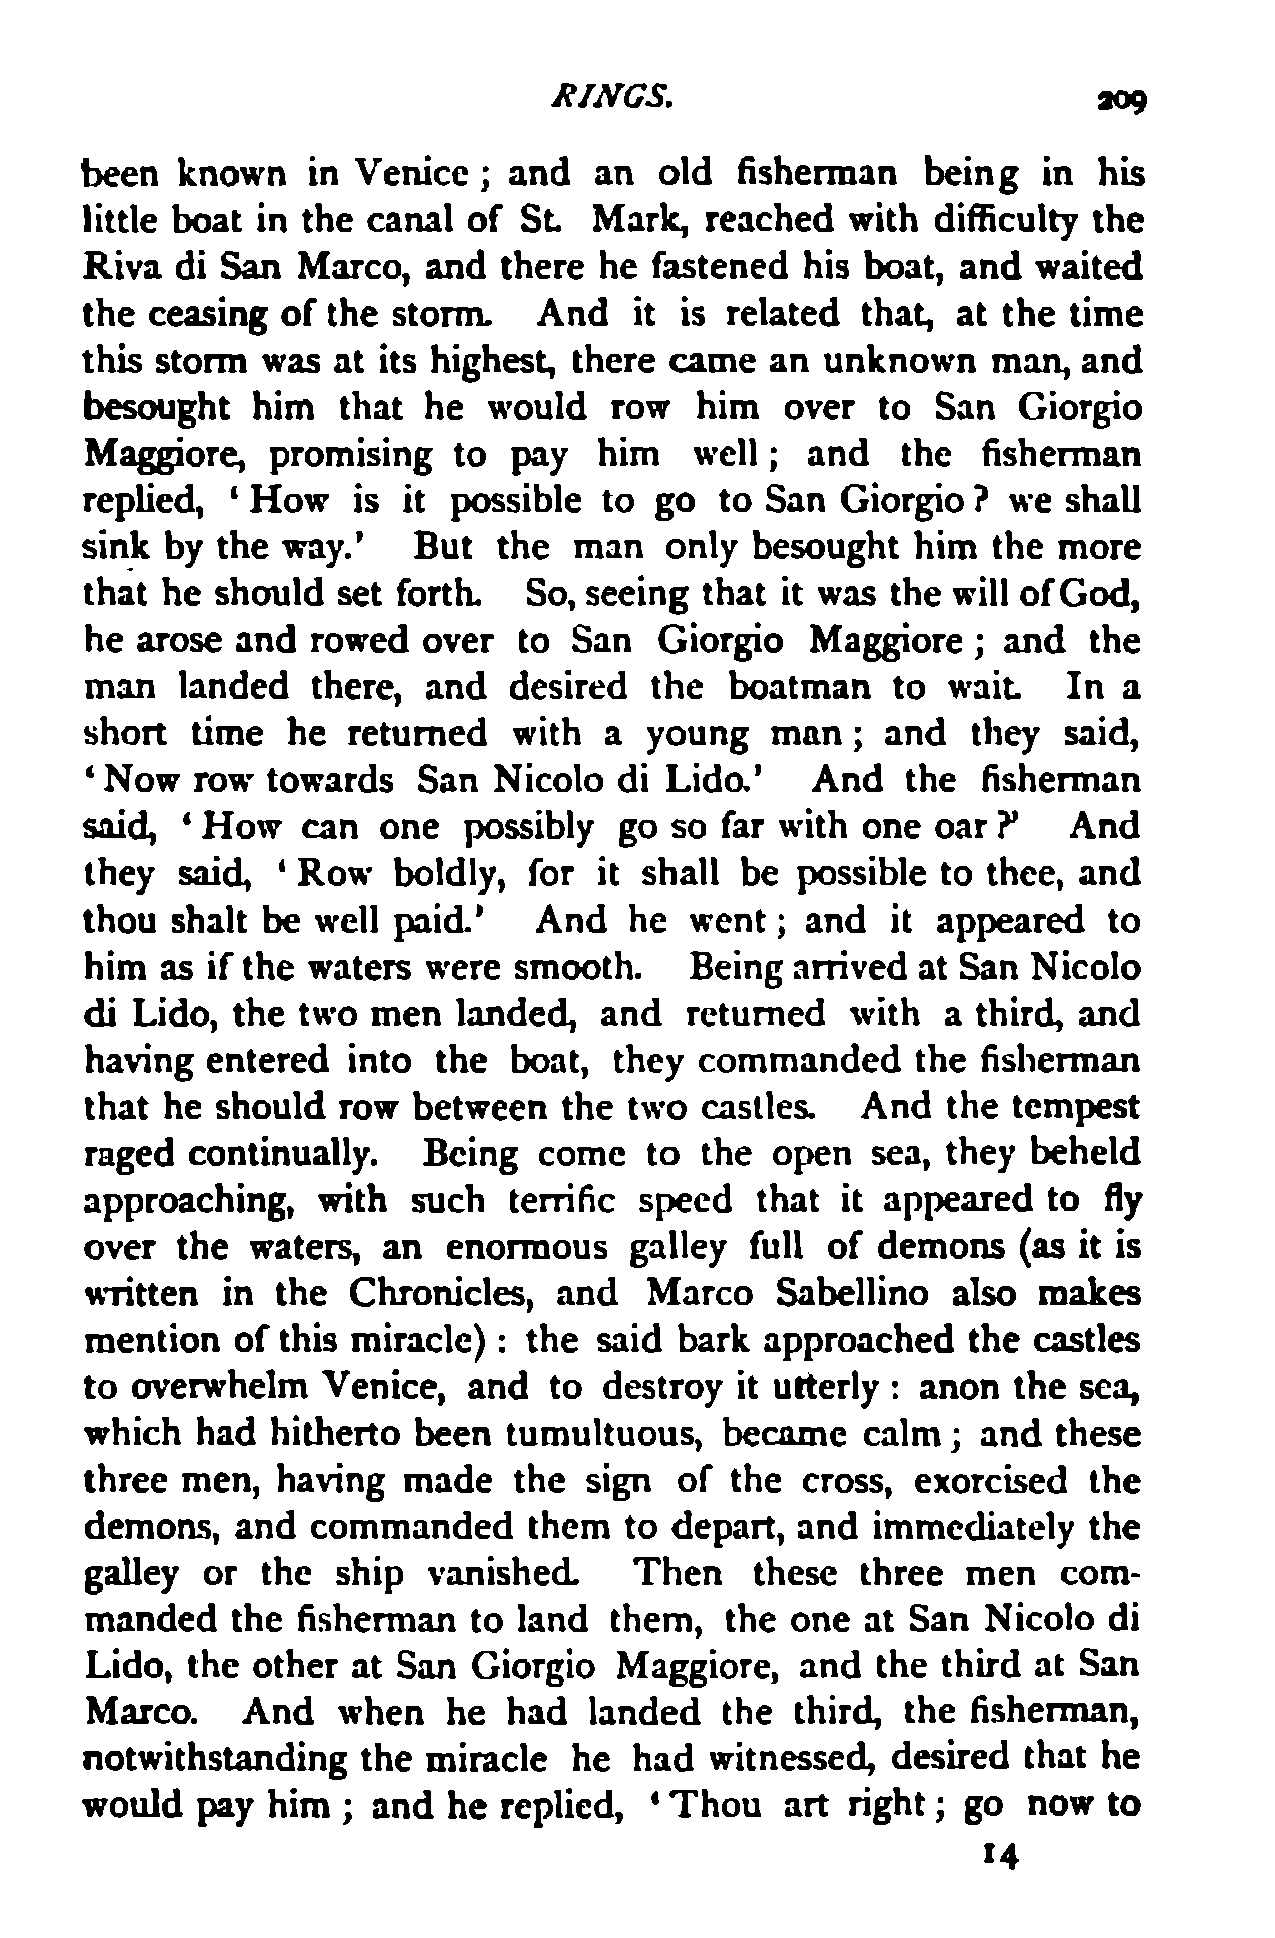 RINGS. 209
been known in Venice ; and an old fisherman being in his
little boat in the canal of St. Mark, reached with difficulty the
Riva di San Marco, and there he fastened his boat, and waited
the ceasing of the storm. And it is related that, at the time
this storm was at its highest, there came an unknown man, and
besought him that he would row him over to San Giorgio
Maggiore, promising to pay him well ; and the fisherman
replied, ‘ How is it possible to go to San Giorgio ? we shall
sink by the way.’ But the man only besought him the more
that he should set forth. So, seeing that it was the will of God,
he arose and rowed over to San Giorgio Maggiore ; and the
man landed there, and desired the boatman to wait. In a
short time he returned with a young man ; and they said,
‘ Now row towards San Nicolo di Lido.’ And the fisherman
said, ‘ How can one possibly go so far with one oar ?’ And
they said, ‘ Row boldly, for it shall be possible to thee, and
thou shalt be well paid.’ And he went ; and it appeared to
him as if the waters were smooth. Being arrived at San Nicolo
di Lido, the two men landed, and returned with a third, and
having entered into the boat, they commanded the fisherman
that he should row between the two castles. And the tempest
raged continually. Being come to the open sea, they beheld
approaching, with such terrific speed that it appeared to fly
over the waters, an enormous galley full of demons (as it is
written in the Chronicles, and Marco Sabellino also makes
mention of this miracle) : the said bark approached the castles
to overwhelm Venice, and to destroy it utterly : anon the sea,
which had hitherto been tumultuous, became calm ; and these
three men, having made the sign of the cross, exorcised the
demons, and commanded them to depart, and immediately the
galley or the ship vanished. Then these three men com-
manded the fisherman to land them, the one at San Nicolo di
Lido, the other at San Giorgio Maggiore, and the third at San
Marco. And when he had landed the third, the fisherman,
notwithstanding the miracle he had witnessed, desired that he
would pay him ; and he replied, ‘ Thou art right ; go now to
14